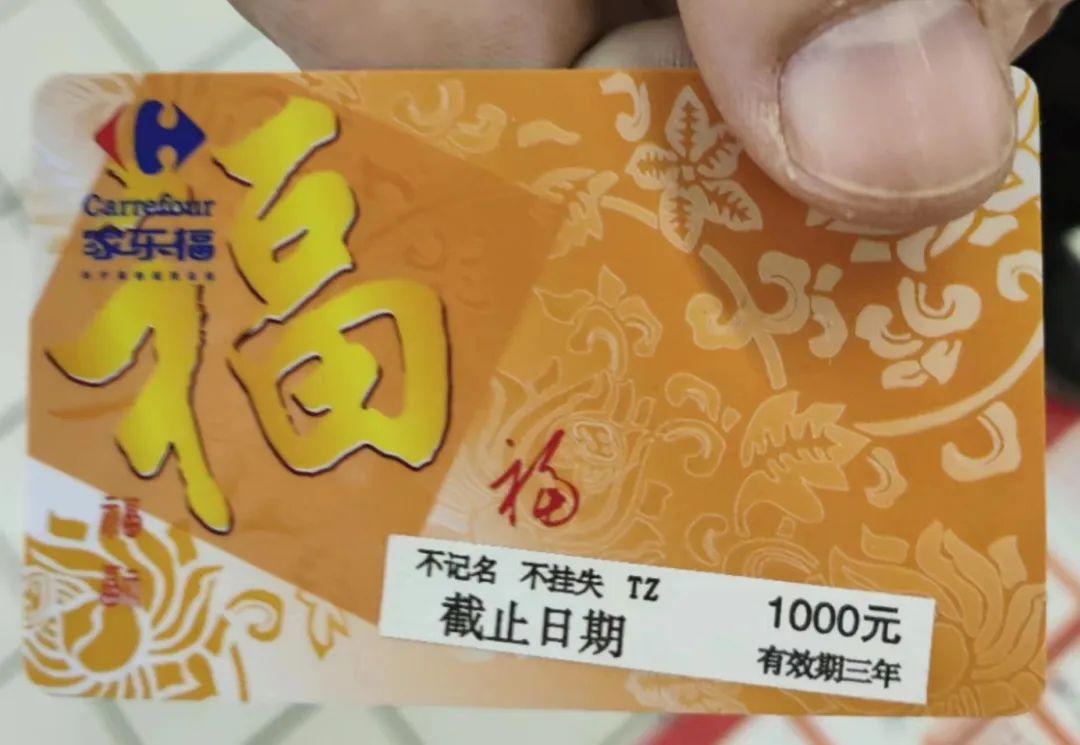 Carrefour
家乐福
福
福
福
不记名 不挂失 TZ
1000元
截止日期
有效期三年